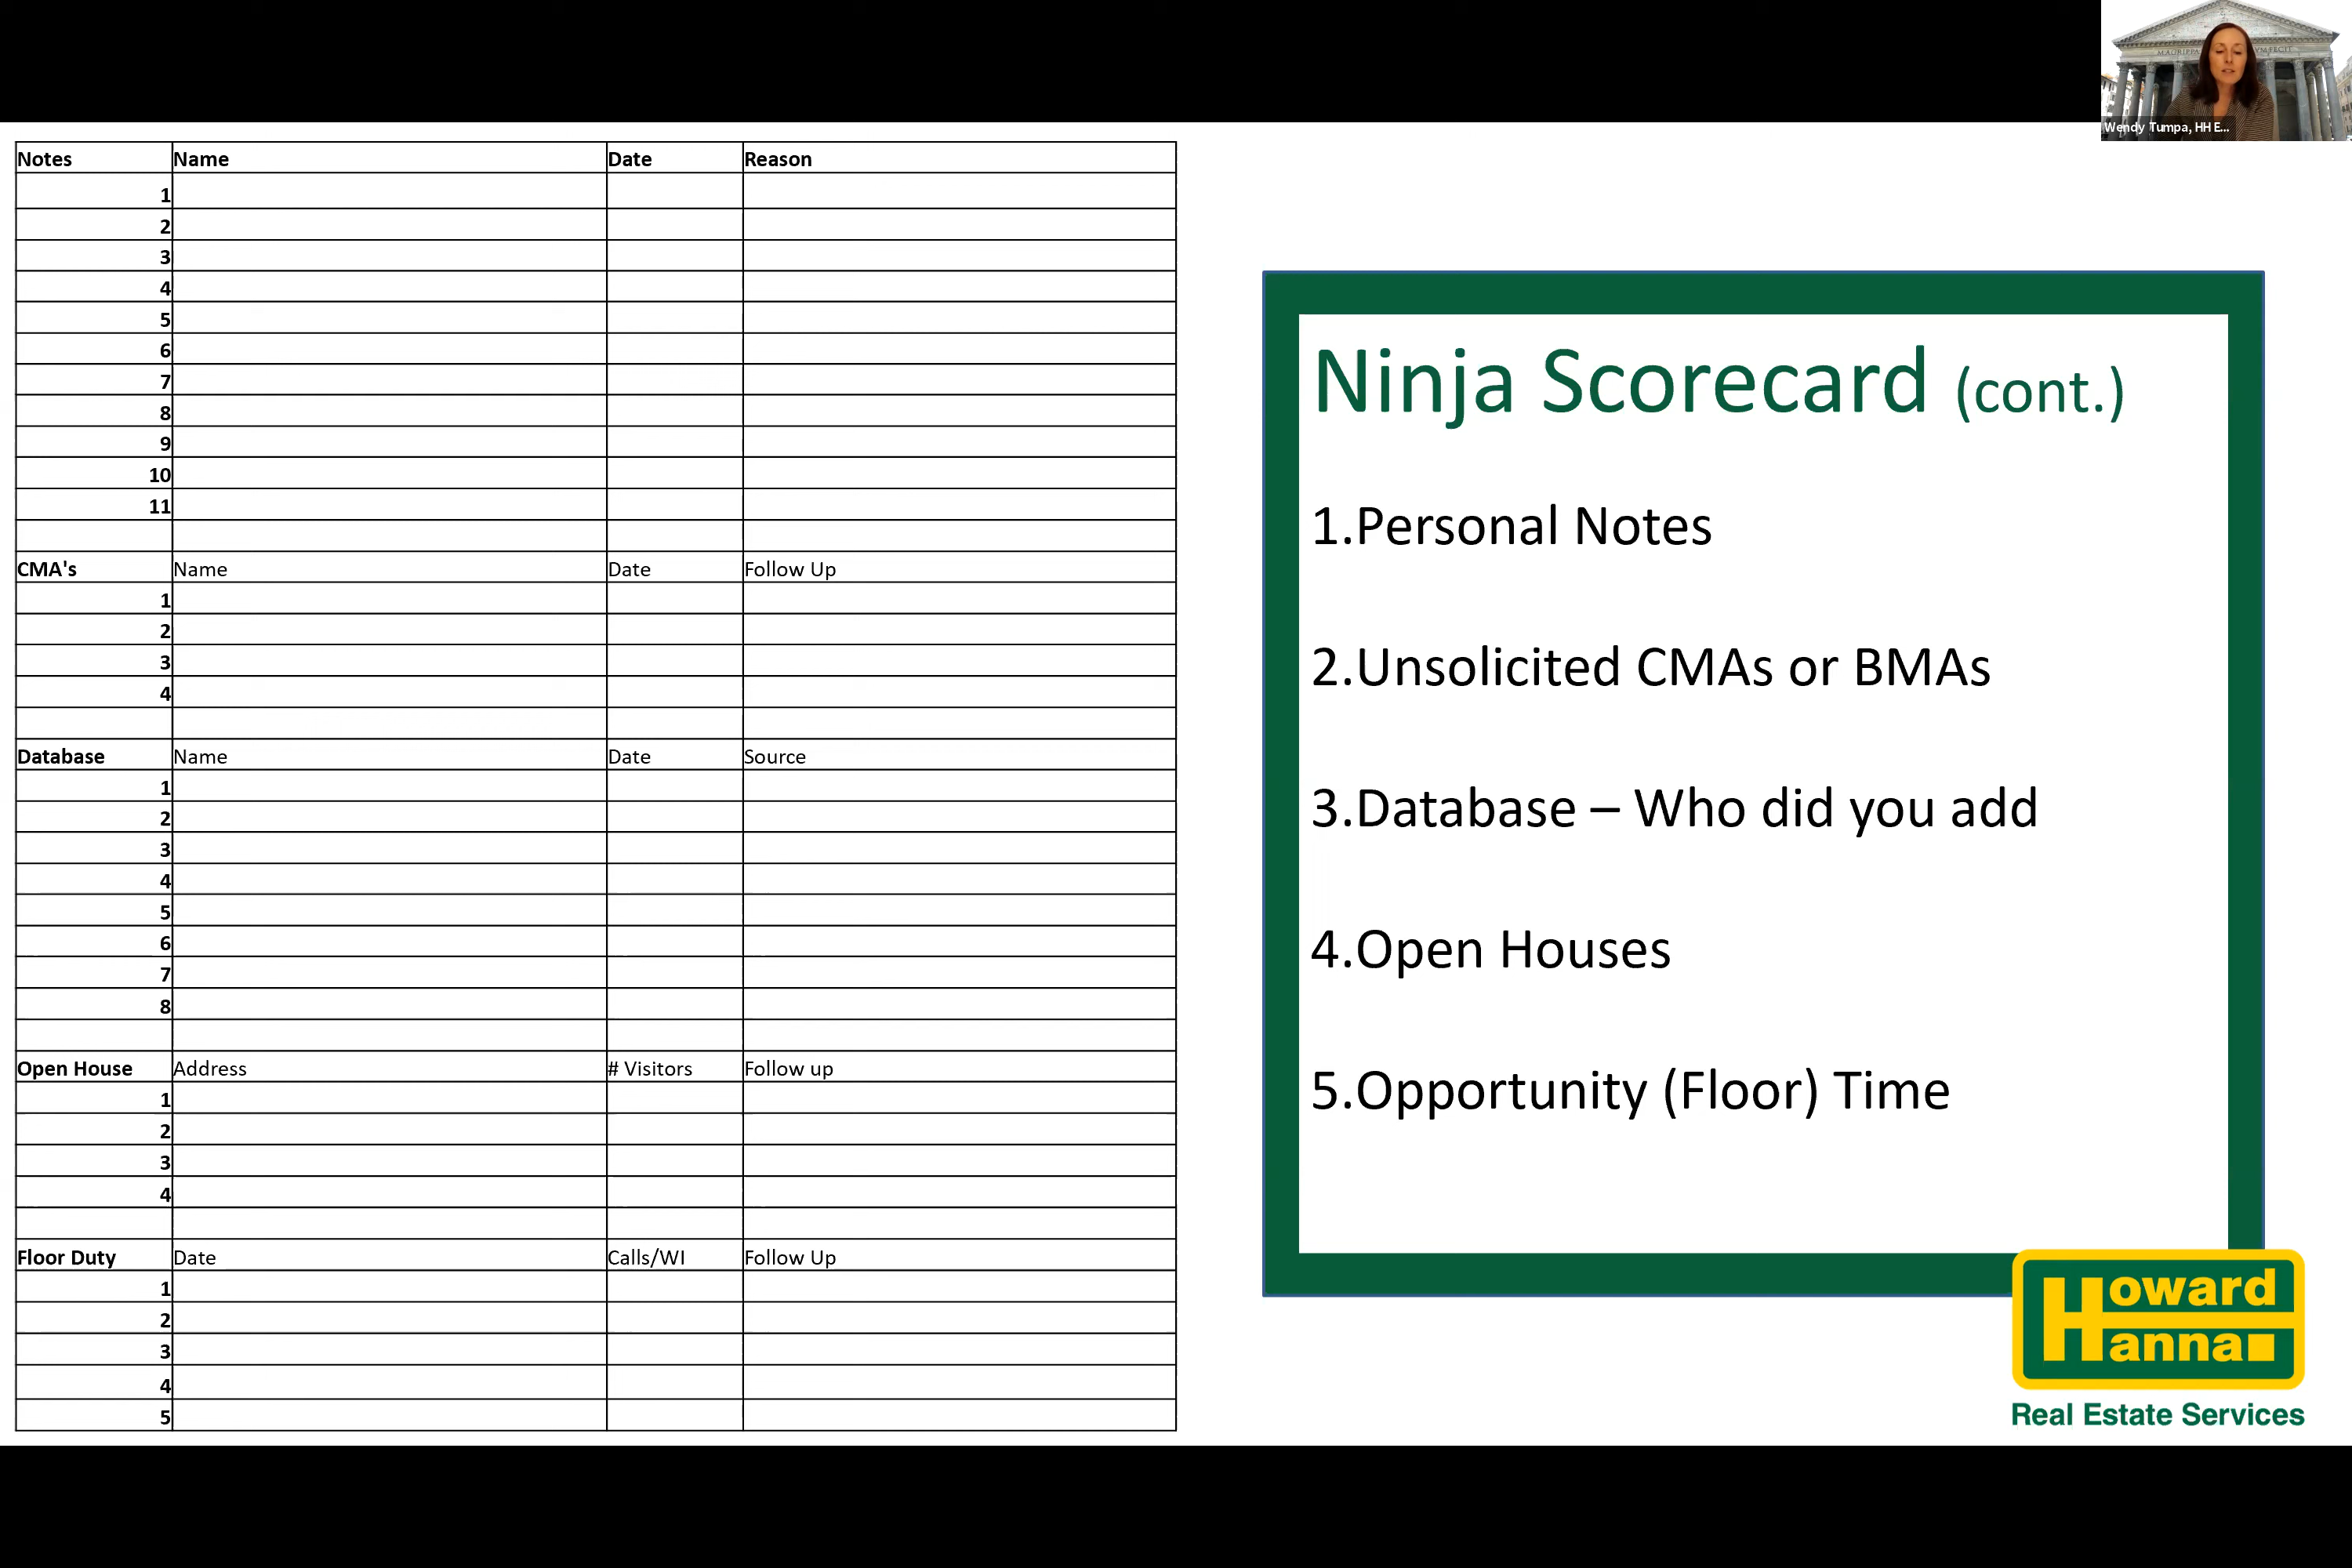 Notes Name Date Reason
1
2
3
4
5
6
7
8
9
10
11
CMA's Name Date Follow Up
1
2
3
4
Database Name Date Source
1
2
3
4
5
6
7
8
Open House Address # Visitors Follow up
1
2
3
4
Floor Duty Date Calls/WI Follow Up
1
2
3
4
5
Wendy Tumpa, HH E...
Ninja Scorecard (cont.)
1.Personal Notes
2.Unsolicited CMAs or BMAs
3.Database – Who did you add
4.Open Houses
5.Opportunity (Floor) Time
Howard
Hanna
Real Estate Services